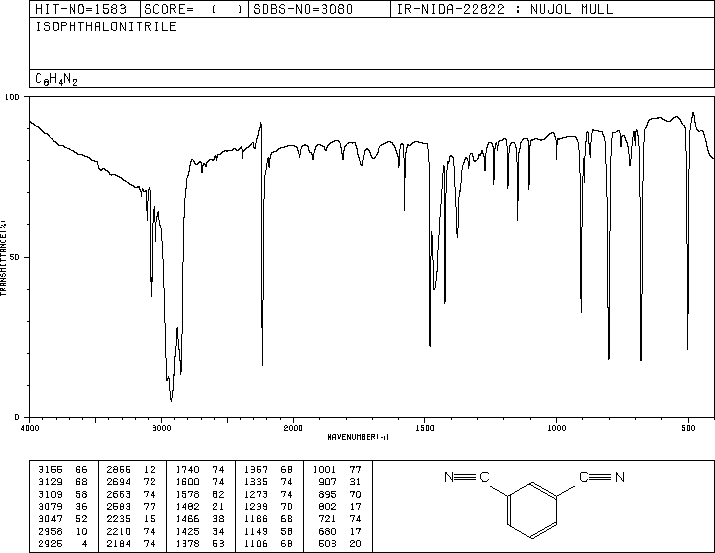 HIT-NO=1583 SCORE= ( ) SDBS-NO=3080 IR-NIDA-22822 : NUJOL MULL
ISOPHTHALONITRILE
C8H4N2
100
50
0
TRANSMITTANCE(%)
4000 3000 2000 1500 1000 500
WAVENUMBER(-1)
3155 66 2855 12 1740 74 1367 68 1001 77
3129 68 2694 72 1600 74 1335 74 907 31
3109 58 2663 74 1578 62 1273 74 895 70
3079 36 2583 77 1482 21 1239 70 802 17
3047 52 2235 15 1466 38 1186 68 721 74
2958 10 2210 74 1425 34 1149 58 680 17
2925 4 2184 74 1378 53 1106 68 503 20
N C C N